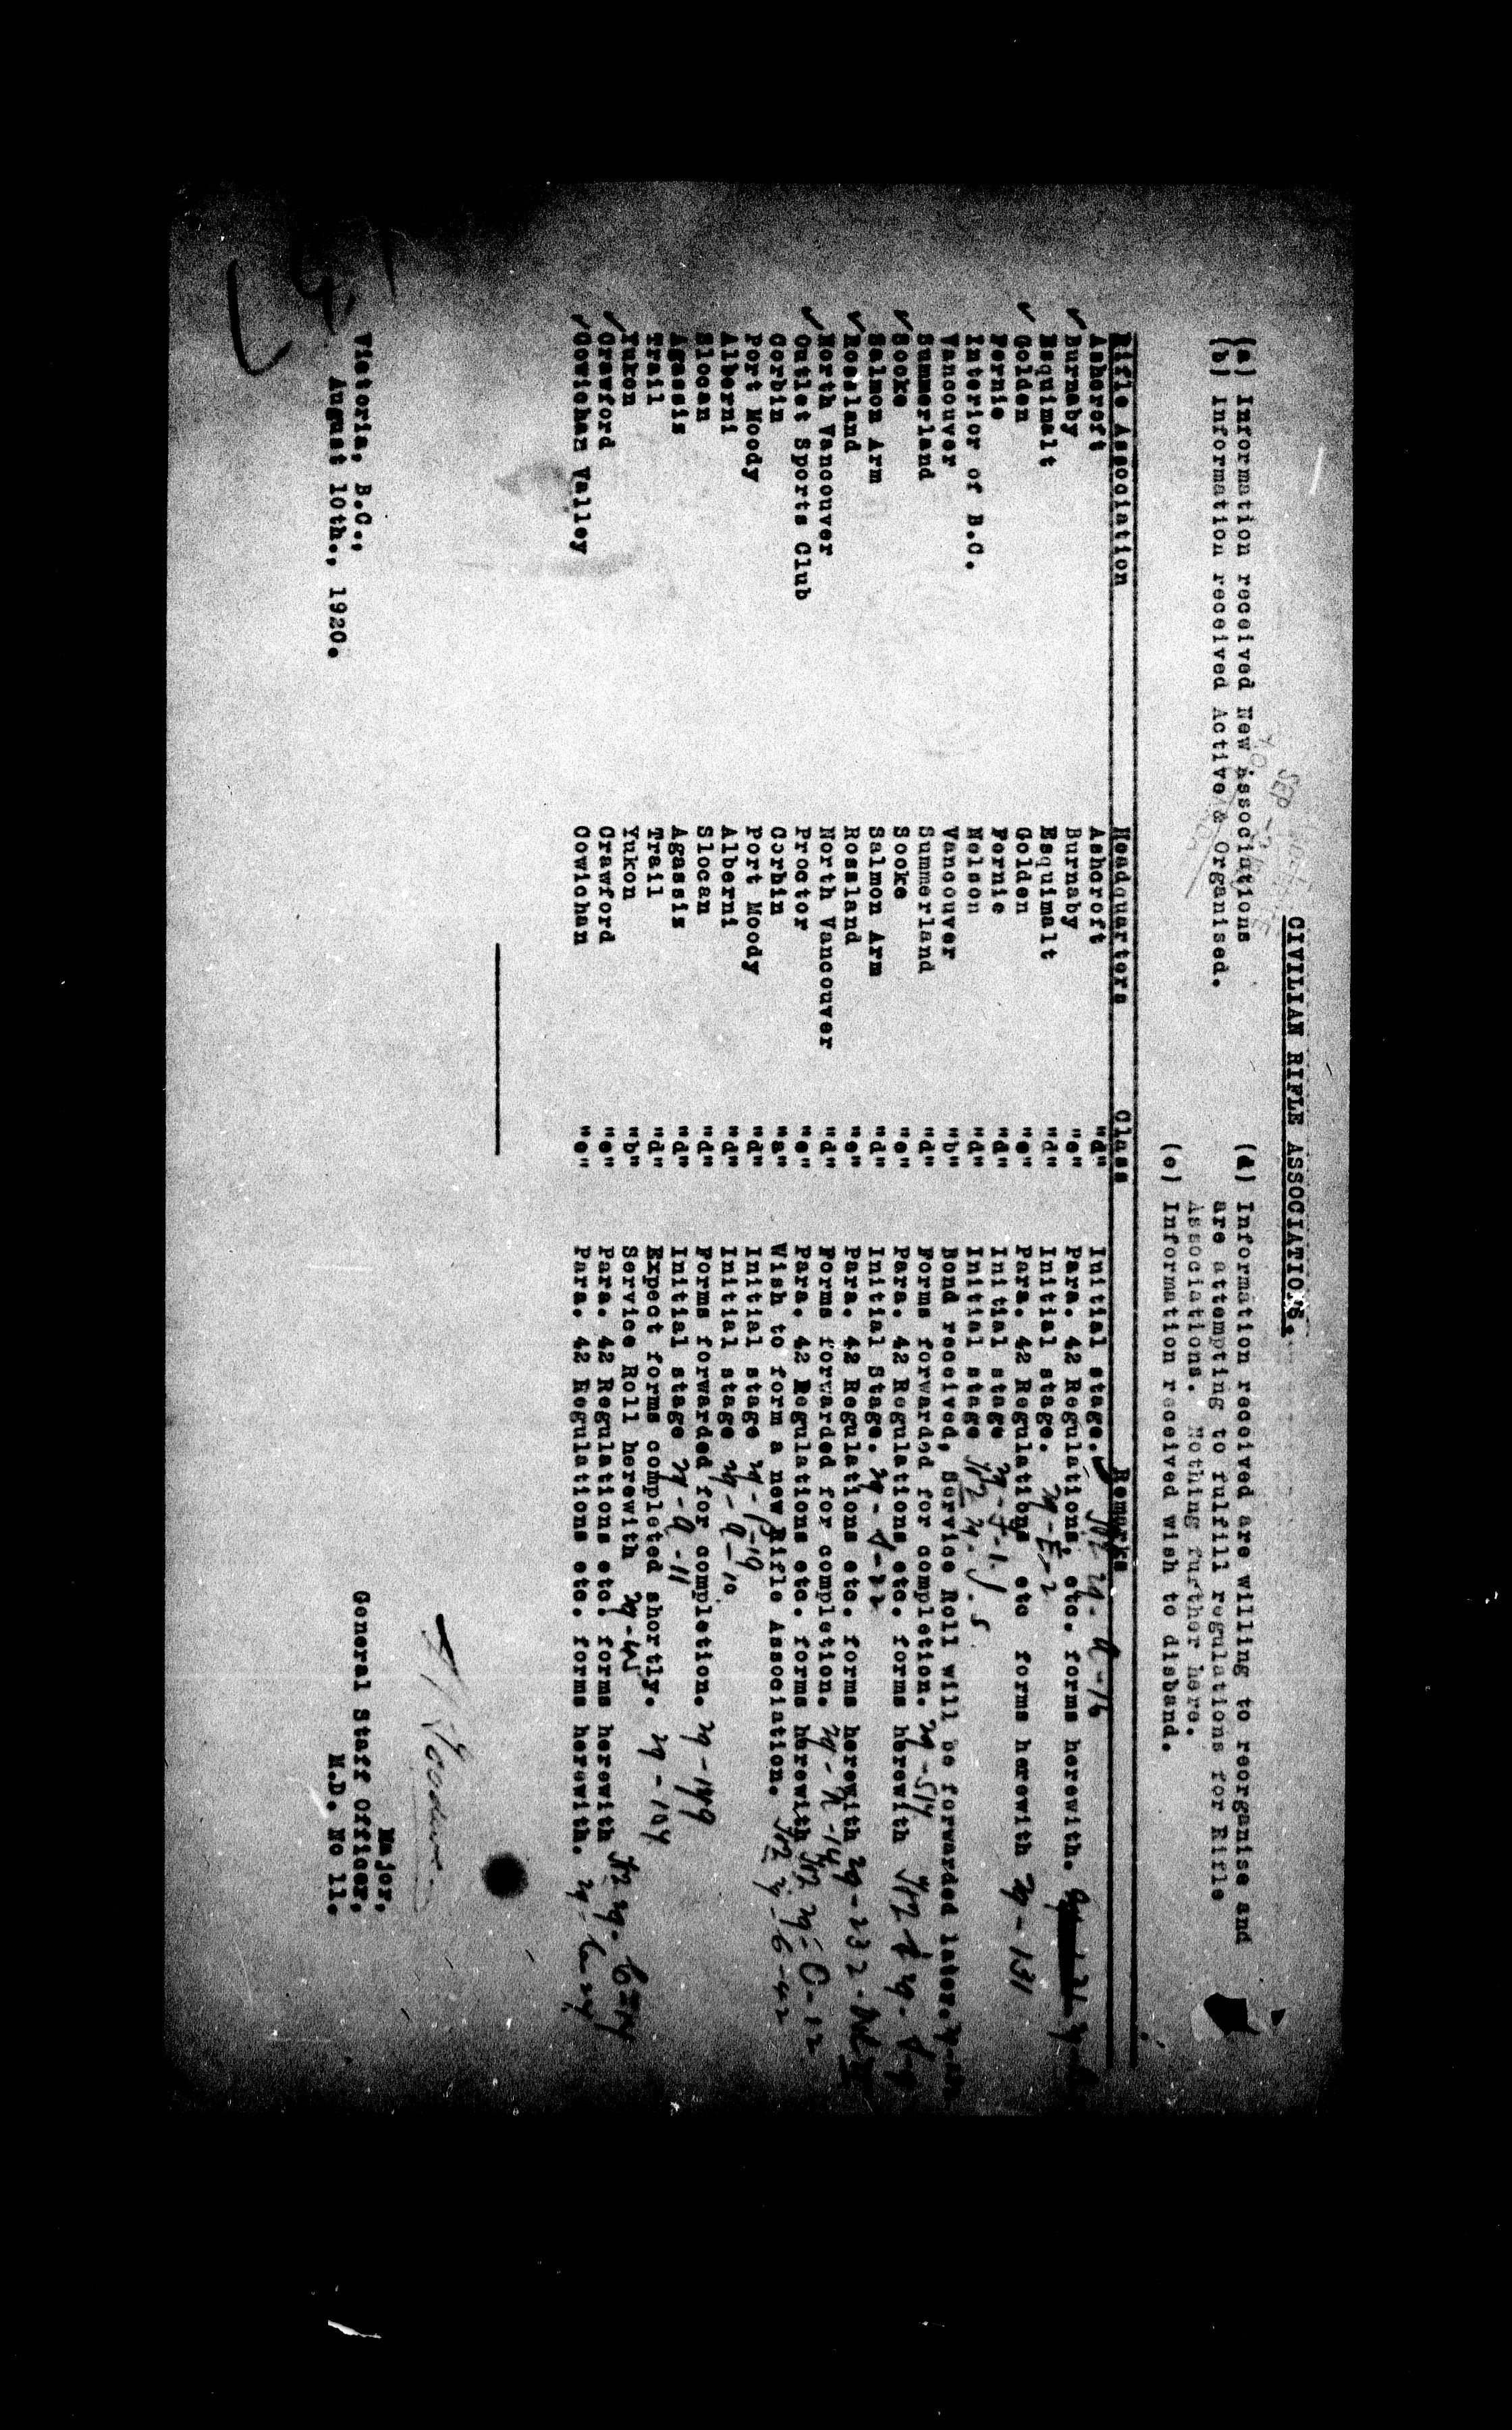 CIVILIAN RIFLE ASSOCIATIONS.
(a) Information received New Associations
(b) Information received Active & Organised.
(d) Information received are willing to reorganise and
are attempting to fulfill regulations for Rifle
Associations. Nothing further here.
(e) Information received wish to disband.
Rifle Association Headquarters Class Remarks
Ashcroft Ashcroft "d" Initial stage.
✓ Burnaby Burnaby "e" Para. 42 Regulations, etc. forms herewith.
Esquimalt Esquimalt "d" Initial stage.
✓ Golden Golden "e" Para. 42 Regulations etc forms herewith 29-131
Fernie Fernie "d" Initial stage
Interior of B.C. Nelson "d" Initial stage
Vancouver Vancouver "b" Bond received, Service Roll will be forwarded later.
Summerland Summerland "d" Forms forwarded for completion.
✓ Sooke Sooke "e" Para. 42 Regulations etc. forms herewith
Salmon Arm Salmon Arm "d" Initial Stage.
✓ Rossland Rossland "e" Para. 42 Regulations etc. forms herewith
North Vancouver North Vancouver "d" Forms forwarded for completion.
✓ Outlet Sports Club Proctor "e" Para. 42 Regulations etc. forms herewith
Corbin Corbin "a" Wish to form a new Rifle Association.
Port Moody Port Moody "d" Initial stage
Alberni Alberni "d" Initial stage
Slocan Slocan "d" Forms forwarded for completion.
Agassis Agassis "d" Initial stage
Trail Trail "d" Expect forms completed shortly.
Yukon Yukon "b" Service Roll herewith
✓ Crawford Crawford "e" Para. 42 Regulations etc. forms herewith
✓ Cowichan Valley Cowichan "e" Para. 42 Regulations etc. forms herewith.
Major,
Victoria, B.C., General Staff Officer,
August 10th., 1920. M.D. No 11.